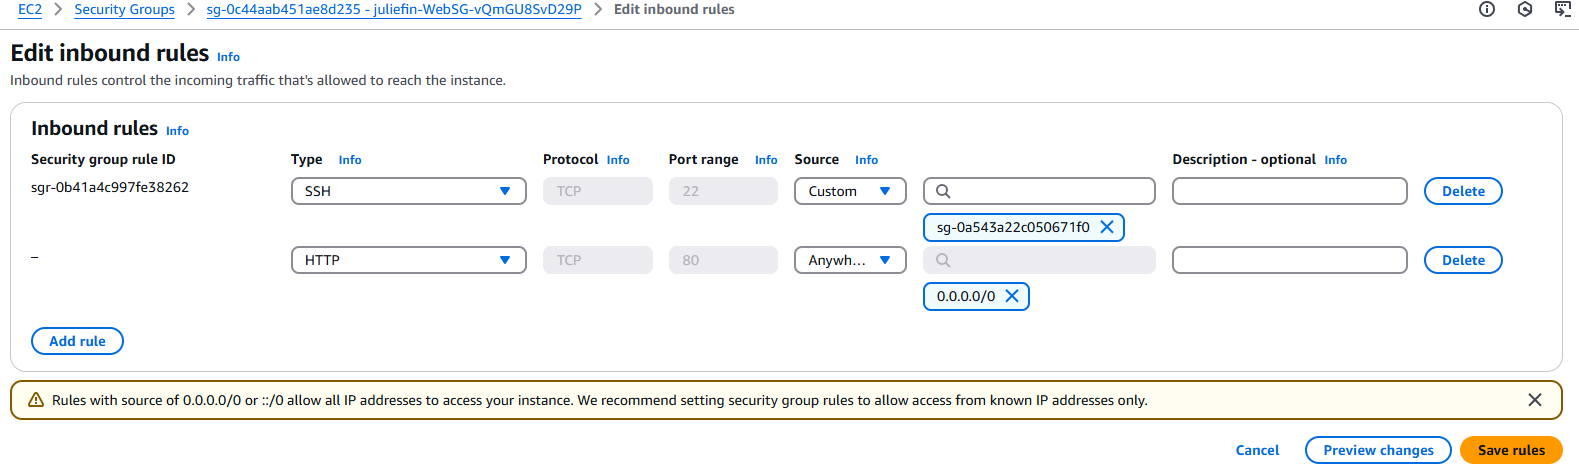 EC2 > Security Groups > sg-0c44aab451ae8d235 - juliefin-WebSG-vQmGU8SvD29P > Edit inbound rules
Edit inbound rules Info
Inbound rules control the incoming traffic that's allowed to reach the instance.
Inbound rules Info
Security group rule ID Type Info Protocol Info Port range Info Source Info Description - optional Info
sgr-0b41a4c997fe38262 SSH TCP 22 Custom Delete
sg-0a543a22c050671f0
– HTTP TCP 80 Anywh... Delete
0.0.0.0/0
Add rule
Rules with source of 0.0.0.0/0 or ::/0 allow all IP addresses to access your instance. We recommend setting security group rules to allow access from known IP addresses only.
Cancel Preview changes Save rules